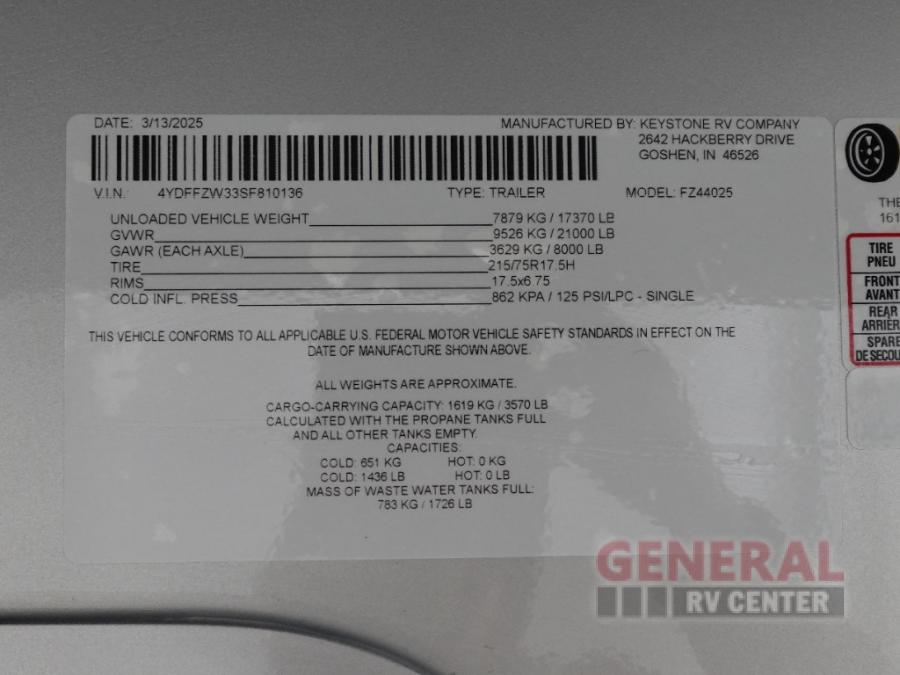 DATE: 3/13/2025
MANUFACTURED BY: KEYSTONE RV COMPANY
2642 HACKBERRY DRIVE
GOSHEN, IN 46526
V.I.N. 4YDFFZW33SF810136 TYPE: TRAILER MODEL: FZ44025
UNLOADED VEHICLE WEIGHT 7879 KG / 17370 LB
GVWR 9526 KG / 21000 LB
GAWR (EACH AXLE) 3629 KG / 8000 LB
TIRE 215/75R17.5H
RIMS 17.5x6.75
COLD INFL. PRESS 862 KPA / 125 PSI/LPC - SINGLE
THIS VEHICLE CONFORMS TO ALL APPLICABLE U.S. FEDERAL MOTOR VEHICLE SAFETY STANDARDS IN EFFECT ON THE
DATE OF MANUFACTURE SHOWN ABOVE.
ALL WEIGHTS ARE APPROXIMATE.
CARGO-CARRYING CAPACITY: 1619 KG / 3570 LB
CALCULATED WITH THE PROPANE TANKS FULL
AND ALL OTHER TANKS EMPTY.
CAPACITIES:
COLD: 651 KG HOT: 0 KG
COLD: 1436 LB HOT: 0 LB
MASS OF WASTE WATER TANKS FULL:
783 KG / 1726 LB
THE
161
TIRE
PNEU
FRONT
AVANT
REAR
ARRIÈR
SPARE
DE SECOU
GENERAL
RV CENTER